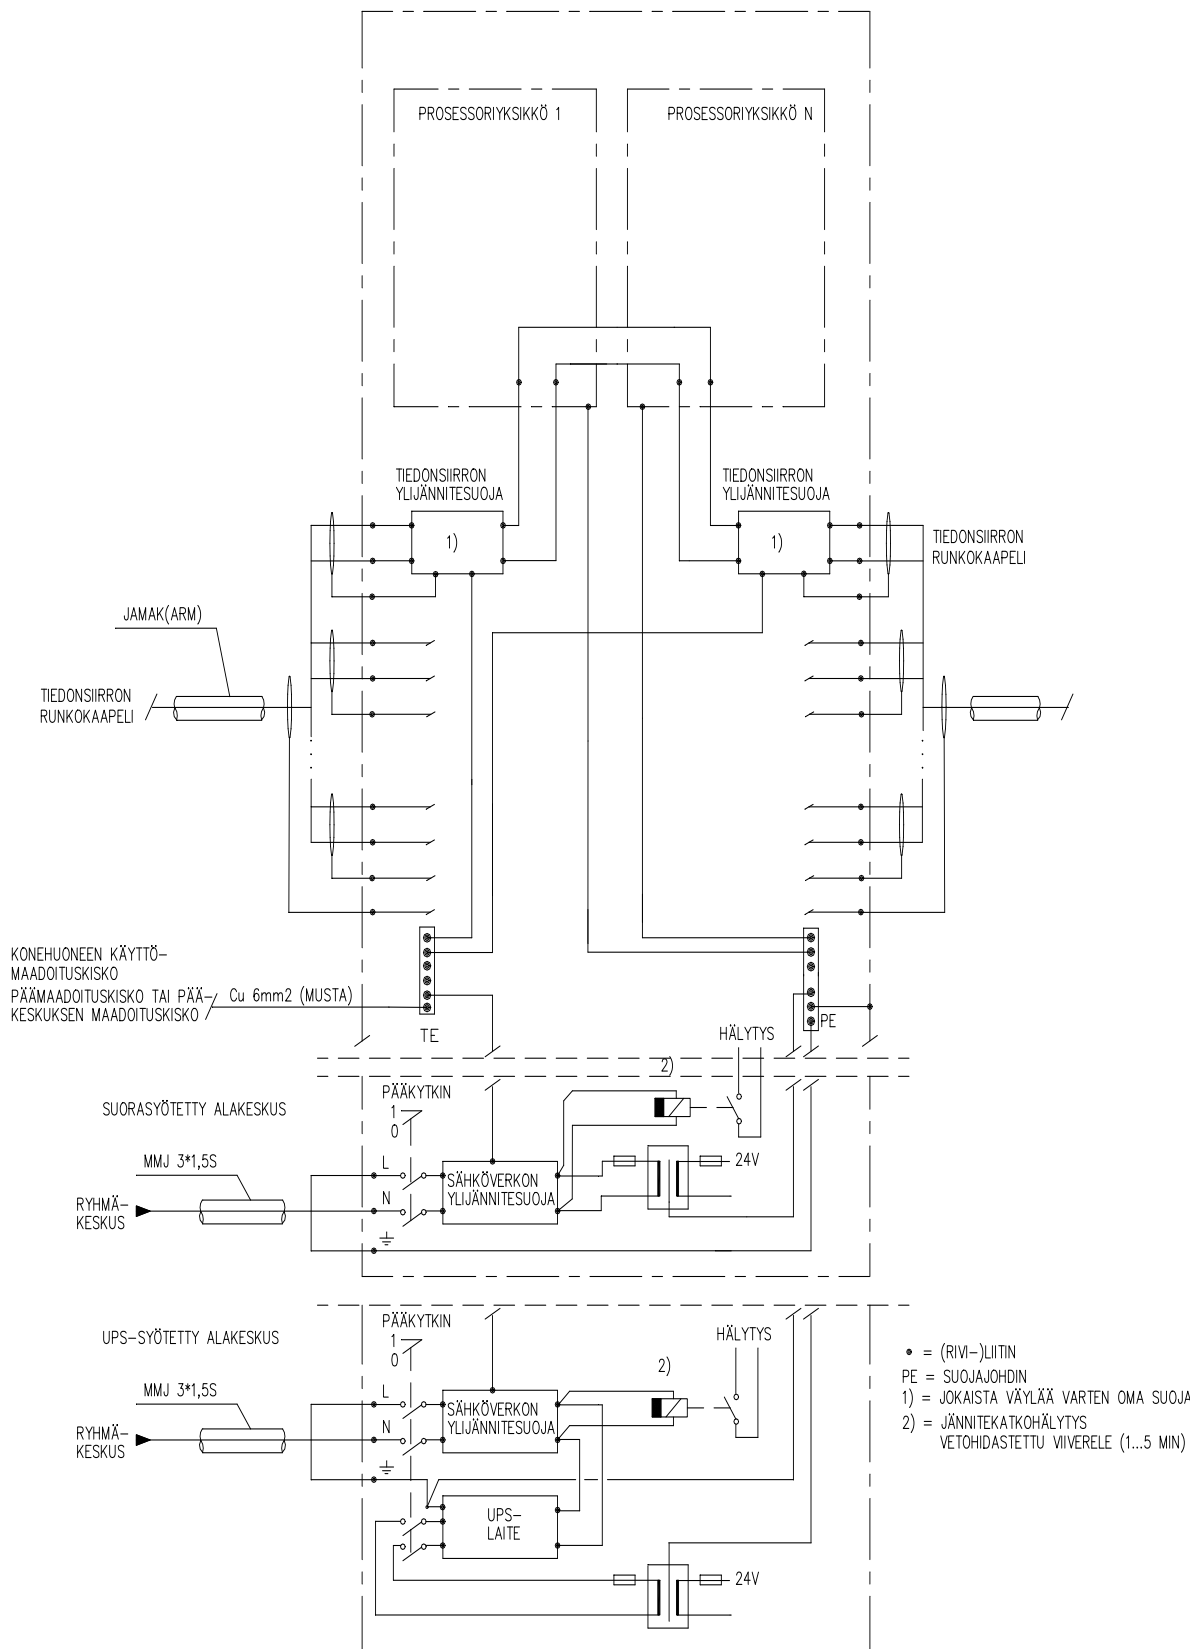 PROSESSORIYKSIKKÖ 1
PROSESSORIYKSIKKÖ N
TIEDONSIIRRON
YLIJÄNNITESUOJA
TIEDONSIIRRON
YLIJÄNNITESUOJA
1)
1)
TIEDONSIIRRON
RUNKOKAAPELI
JAMAK(ARM)
TIEDONSIIRRON
RUNKOKAAPELI
KONEHUONEEN KÄYTTÖ-
MAADOITUSKISKO
PÄÄMAADOITUSKISKO TAI PÄÄ-
KESKUKSEN MAADOITUSKISKO
Cu 6mm2 (MUSTA)
TE
PE
HÄLYTYS
2)
PÄÄKYTKIN
1
0
SUORASYÖTETTY ALAKESKUS
MMJ 3*1,5S
L
N
SÄHKÖVERKON
YLIJÄNNITESUOJA
24V
RYHMÄ-
KESKUS
PÄÄKYTKIN
1
0
HÄLYTYS
UPS-SYÖTETTY ALAKESKUS
2)
MMJ 3*1,5S
L
N
SÄHKÖVERKON
YLIJÄNNITESUOJA
RYHMÄ-
KESKUS
UPS-
LAITE
24V
= (RIVI-)LIITIN
PE = SUOJAJOHDIN
1) = JOKAISTA VÄYLÄÄ VARTEN OMA SUOJA
2) = JÄNNITEKATKOHÄLYTYS
VETOHIDASTETTU VIIVERELE (1...5 MIN)